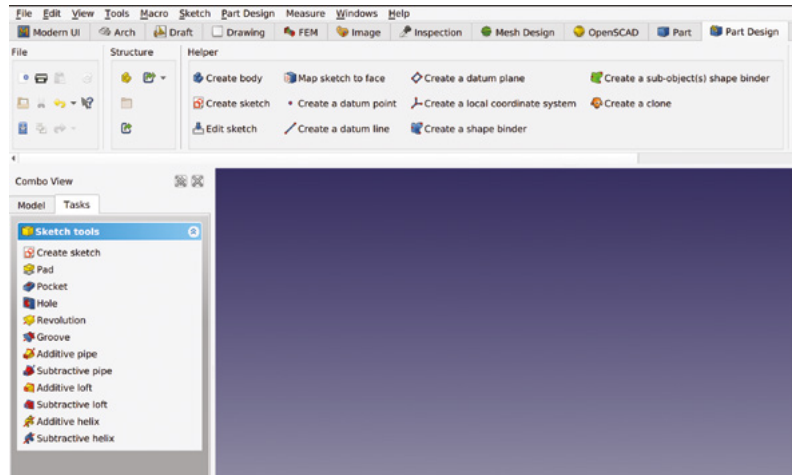 File Edit View Tools Macro Sketch Part Design Measure Windows Help
Modern UI Arch Draft Drawing FEM Image Inspection Mesh Design OpenSCAD Part Part Design
File Structure Helper
Create body Map sketch to face Create a datum plane Create a sub-object(s) shape binder
Create sketch Create a datum point Create a local coordinate system Create a clone
Edit sketch Create a datum line Create a shape binder
Combo View
Model Tasks
Sketch tools
Create sketch
Pad
Pocket
Hole
Revolution
Groove
Additive pipe
Subtractive pipe
Additive loft
Subtractive loft
Additive helix
Subtractive helix